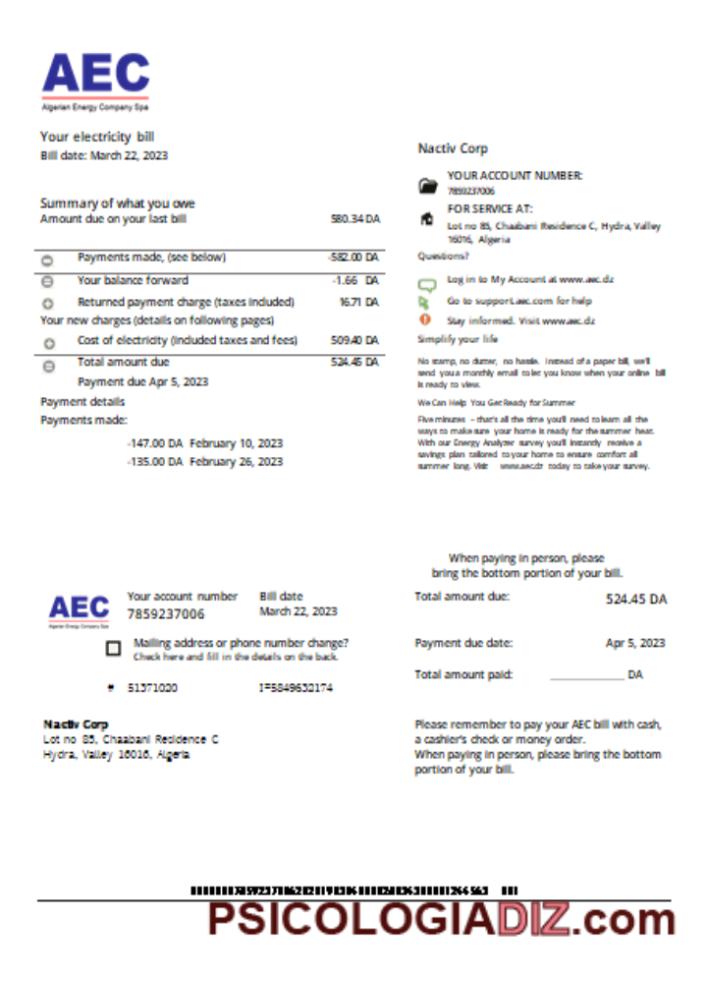 AEC
Algerian Energy Company Spa
Your electricity bill
Bill date: March 22, 2023
Summary of what you owe
Amount due on your last bill 580.34 DA
Payments made, (see below) -582.00 DA
Your balance forward -1.66 DA
Returned payment charge (taxes included) 16.71 DA
Your new charges (details on following pages)
Cost of electricity (included taxes and fees) 509.40 DA
Total amount due 524.45 DA
Payment due Apr 5, 2023
Payment details
Payments made:
-147.00 DA February 10, 2023
-135.00 DA February 26, 2023
Nactiv Corp
YOUR ACCOUNT NUMBER:
7859237006
FOR SERVICE AT:
Lot no 85, Chaabani Residence C, Hydra, Valley
16016, Algeria
Questions?
Log in to My Account at www.aec.dz
Go to support.aec.com for help
Stay informed. Visit www.aec.dz
Simplify your life
No stamp, no clutter, no hassle. Instead of a paper bill, we'll
send you a monthly email to let you know when your online bill
is ready to view.
We Can Help You Get Ready for Summer
Five minutes – that's all the time you'll need to learn all the
ways to make sure your home is ready for the summer heat.
With our Energy Analyzer survey you'll instantly receive a
savings plan tailored to your home to ensure comfort all
summer long. Visit www.aec.dz today to take your survey.
When paying in person, please
bring the bottom portion of your bill.
AEC
Algerian Energy Company Spa
Your account number Bill date
7859237006 March 22, 2023
Mailing address or phone number change?
Check here and fill in the details on the back.
# 51371020 1=5849632174
Nactiv Corp
Lot no 85, Chaabani Residence C
Hydra, Valley 16016, Algeria
Total amount due: 524.45 DA
Payment due date: Apr 5, 2023
Total amount paid: ____________ DA
Please remember to pay your AEC bill with cash,
a cashier's check or money order.
When paying in person, please bring the bottom
portion of your bill.
PSICOLOGIADIZ.com